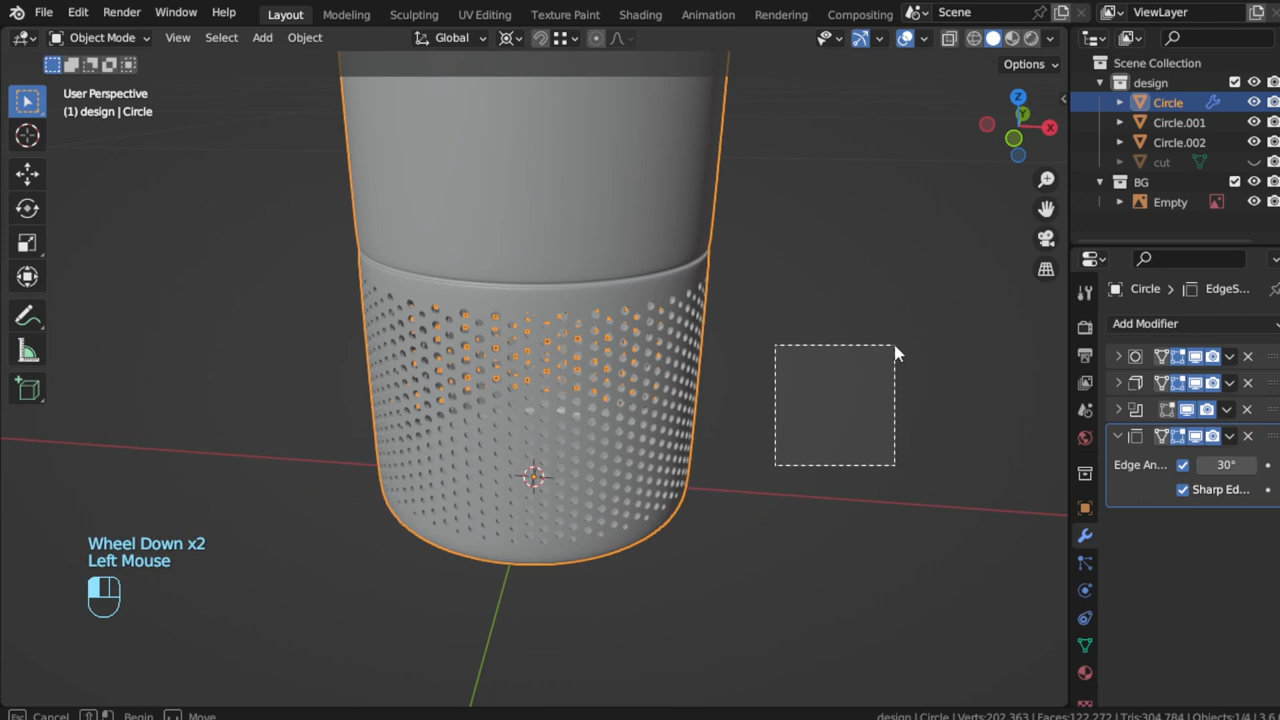 File Edit Render Window Help Layout Modeling Sculpting UV Editing Texture Paint Shading Animation Rendering Compositing Scene ViewLayer
Object Mode View Select Add Object Global
Options
Scene Collection
User Perspective
design
(1) design | Circle
Circle
Circle.001
Circle.002
cut
BG
Empty
Z
Y
X
Circle > EdgeS...
Add Modifier
Edge An... 30°
Sharp Ed...
Wheel Down x2
Left Mouse
Esc Cancel Begin Move design | Circle | Verts:202,363 | Faces:122,272 | Tris:304,784 | Objects:1/4 | 3.6